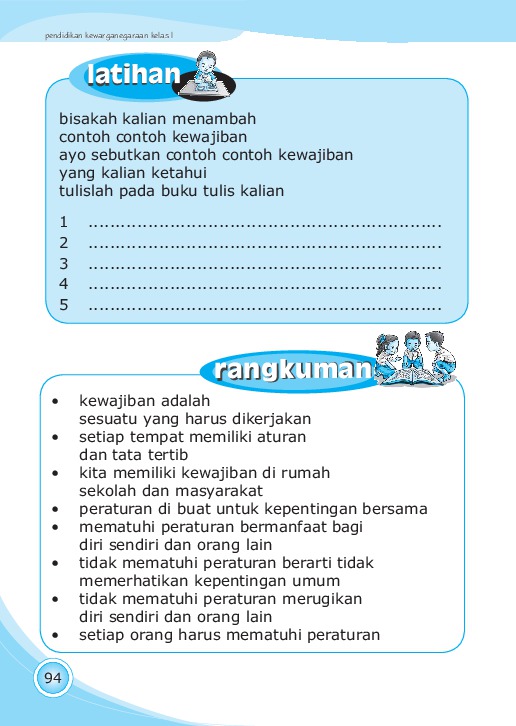 pendidikan kewarganegaraan kelas I
latihan
bisakah kalian menambah
contoh contoh kewajiban
ayo sebutkan contoh contoh kewajiban
yang kalian ketahui
tulislah pada buku tulis kalian
1 ................................................................
2 ................................................................
3 ................................................................
4 ................................................................
5 ................................................................
rangkuman
• kewajiban adalah
sesuatu yang harus dikerjakan
• setiap tempat memiliki aturan
dan tata tertib
• kita memiliki kewajiban di rumah
sekolah dan masyarakat
• peraturan di buat untuk kepentingan bersama
• mematuhi peraturan bermanfaat bagi
diri sendiri dan orang lain
• tidak mematuhi peraturan berarti tidak
memerhatikan kepentingan umum
• tidak mematuhi peraturan merugikan
diri sendiri dan orang lain
• setiap orang harus mematuhi peraturan
94